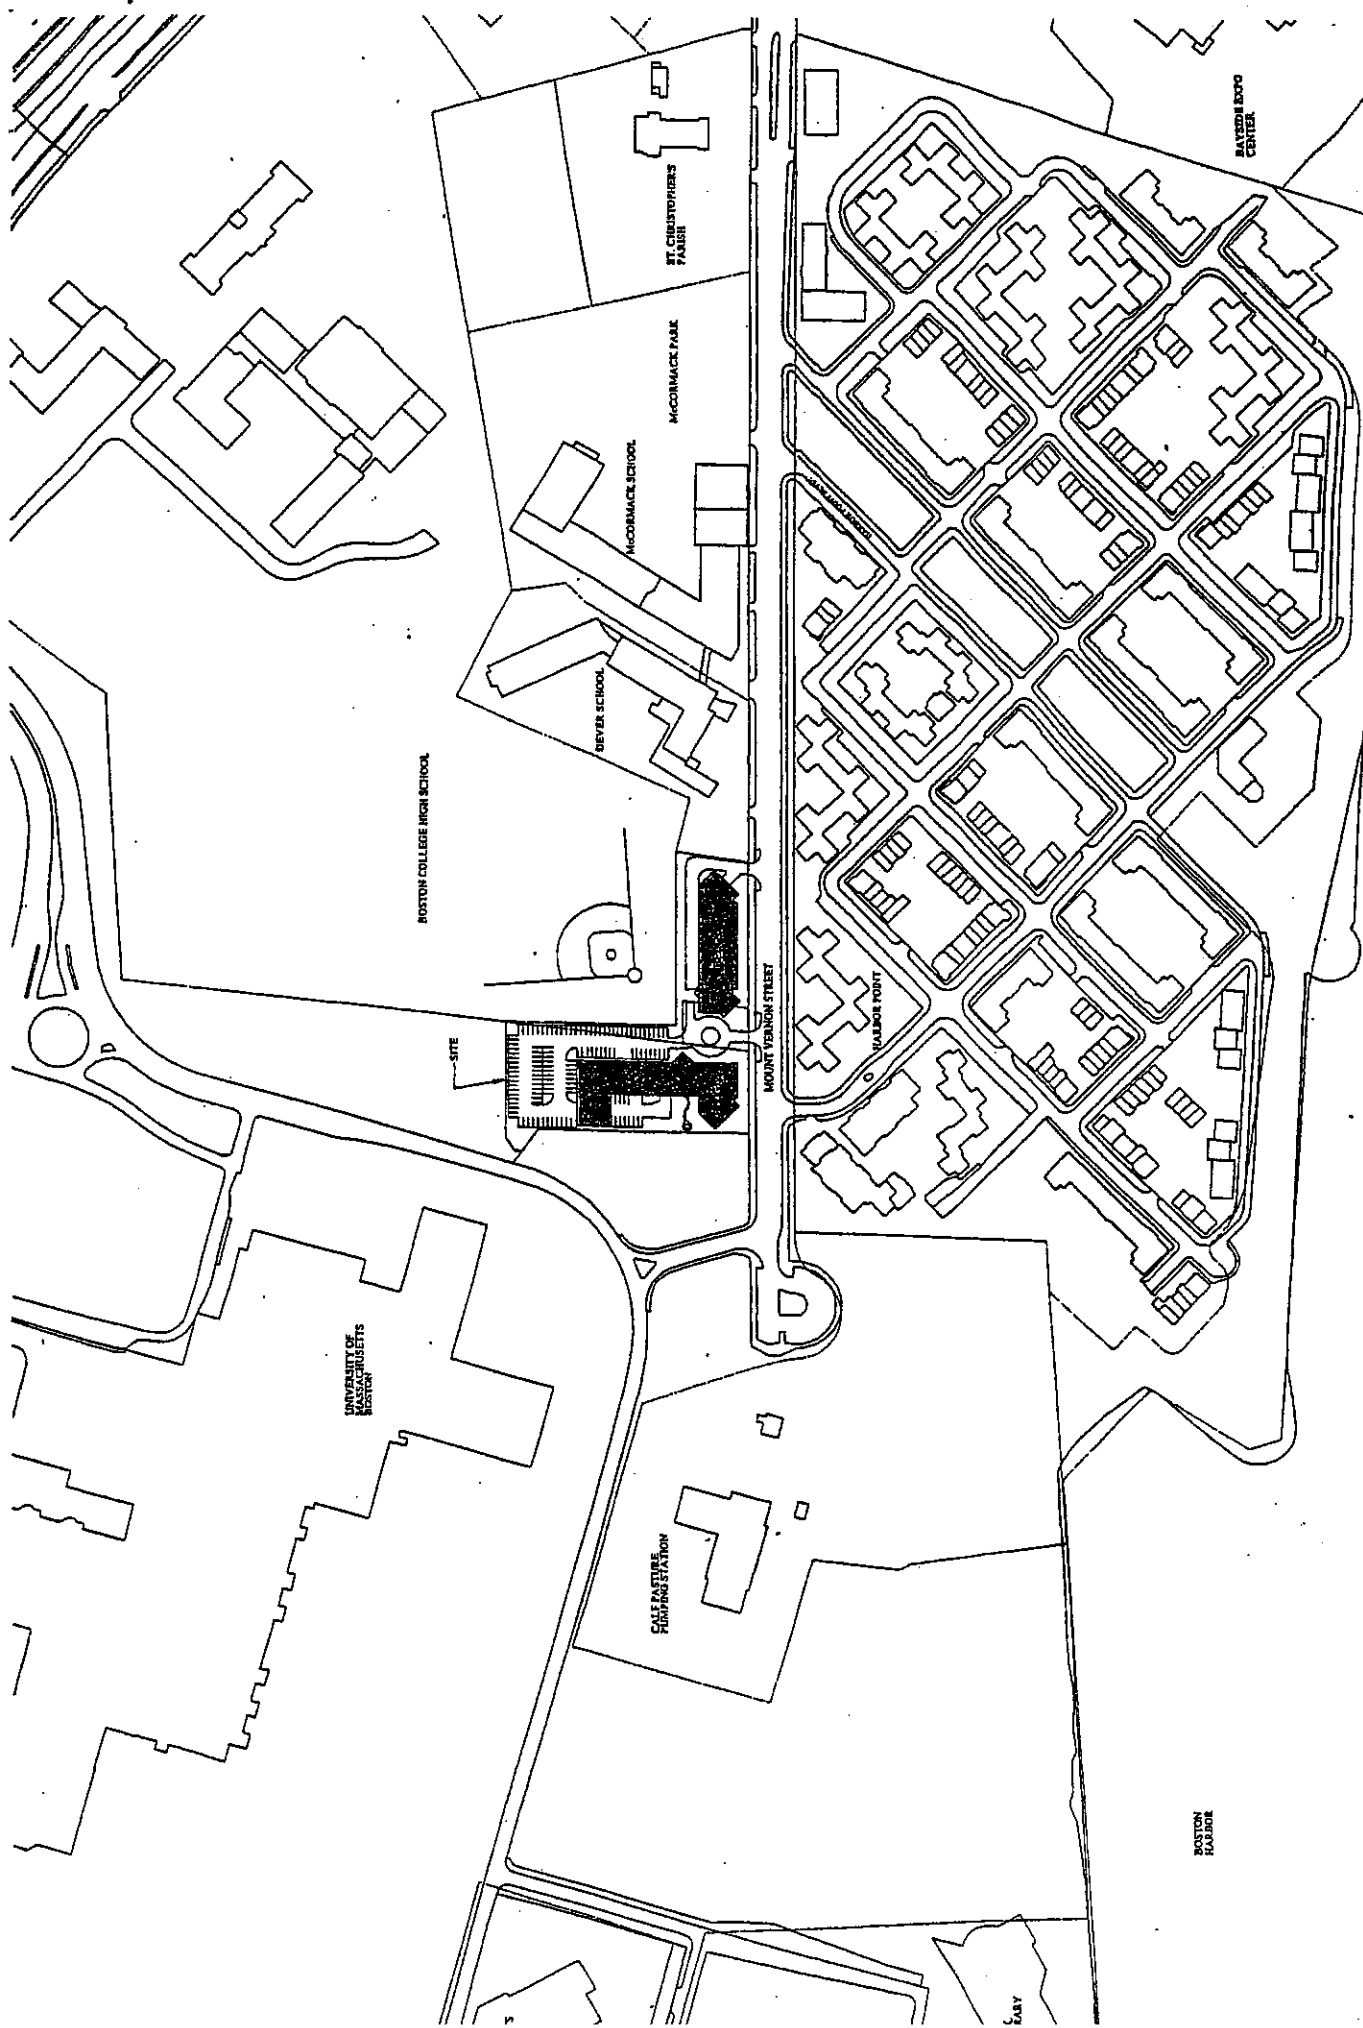 BAYSIDE EXPO
CENTER
ST. CHRISTOPHER'S
PARISH
McCORMACK PARK
McCORMACK SCHOOL
DEVER SCHOOL
BOSTON COLLEGE HIGH SCHOOL
SITE
MOUNT VERNON STREET
HARBOR POINT
UNIVERSITY OF
MASSACHUSETTS
BOSTON
CALF PASTURE
PUMPING STATION
BOSTON
HARBOR